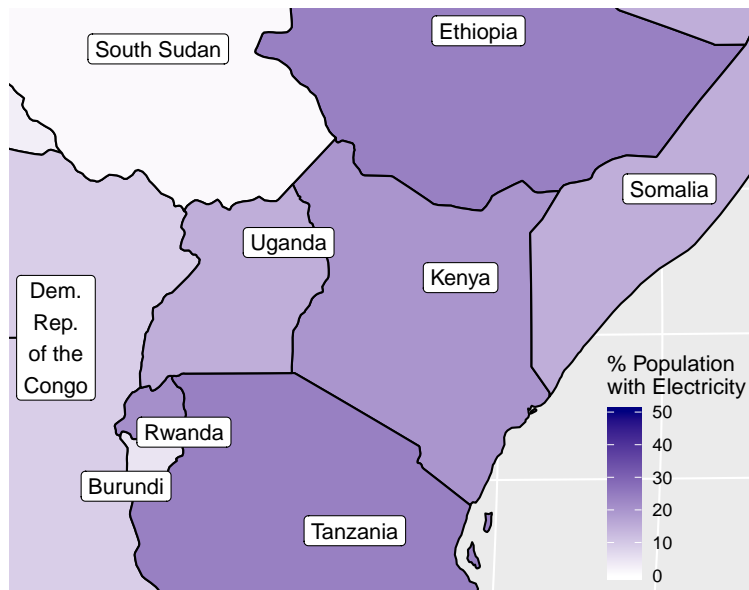 South Sudan
Ethiopia
Somalia
Uganda
Kenya
Dem.
Rep.
of the
Congo
Rwanda
Burundi
Tanzania
% Population
with Electricity
50
40
30
20
10
0